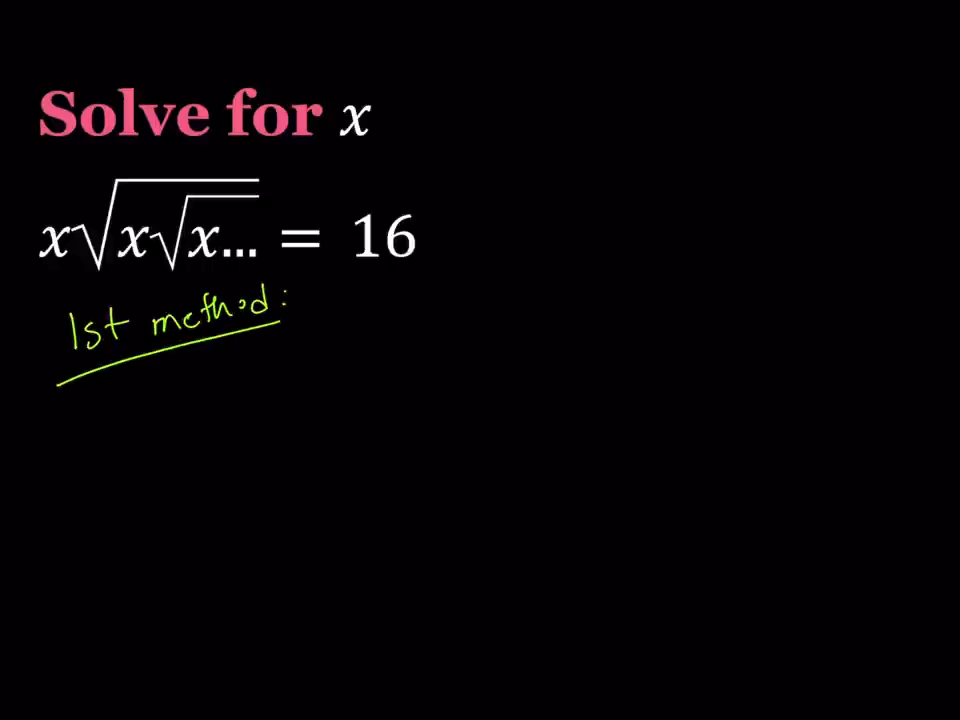 Solve for x
x√x√x... = 16
1st method: